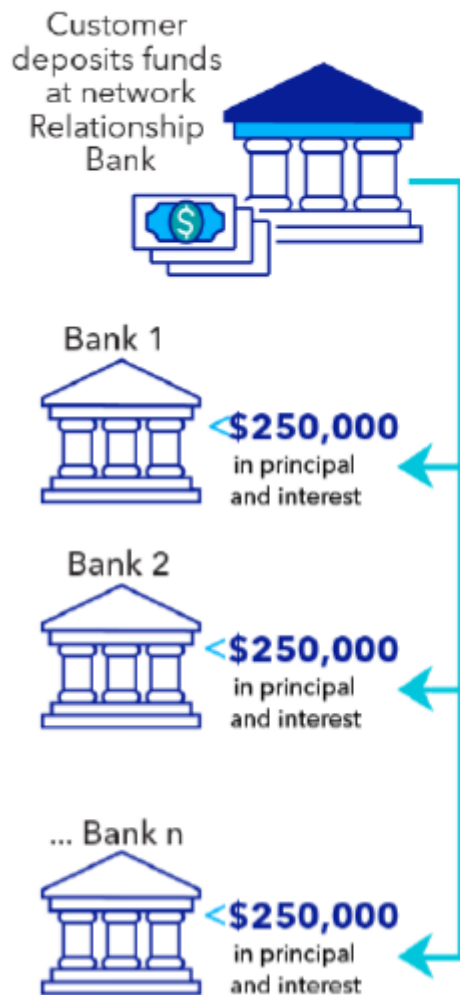 Customer
deposits funds
at network
Relationship
Bank
$
Bank 1
<$250,000
in principal
and interest
Bank 2
<$250,000
in principal
and interest
... Bank n
<$250,000
in principal
and interest